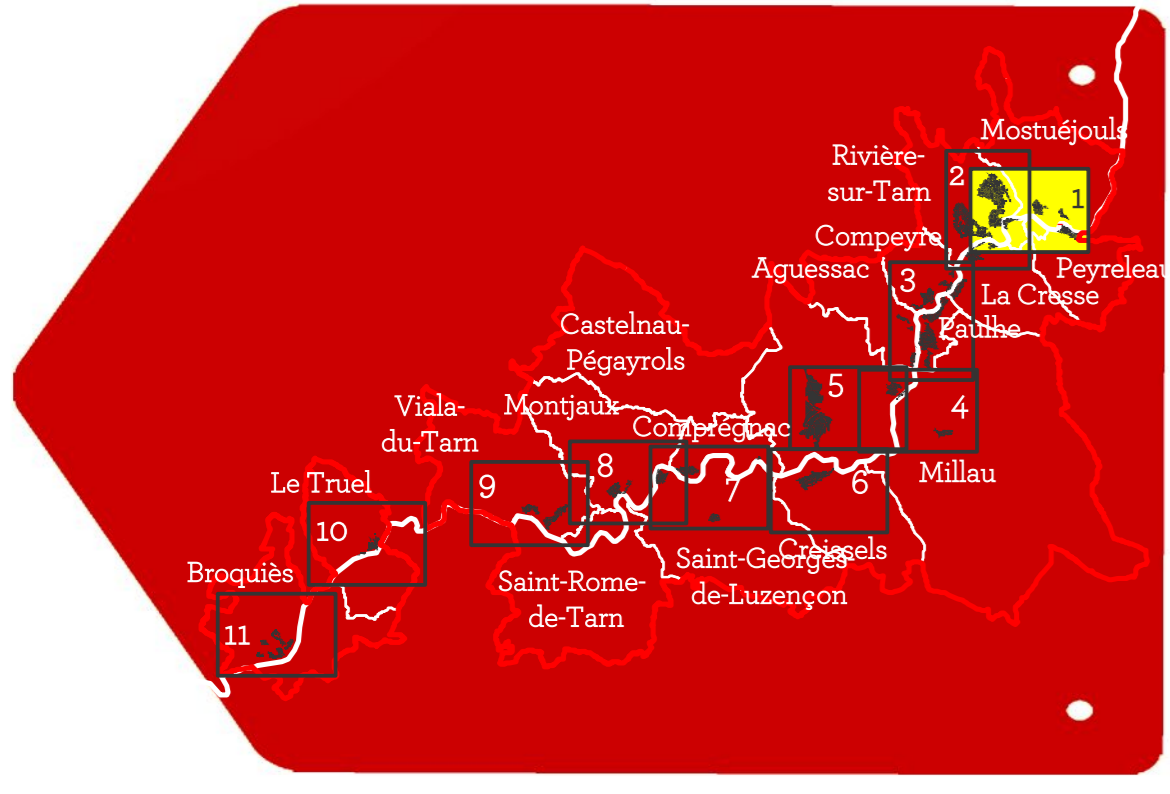 Mostuéjouls
Rivière-
sur-Tarn
2
1
Compeyre
Aguessac
Peyreleau
3
La Cresse
Paulhe
Castelnau-
Pégayrols
5
4
Viala-
du-Tarn
Montjaux
Comprégnac
Millau
8
7
6
9
Le Truel
10
Creissels
Saint-Georges-
de-Luzençon
Saint-Rome-
de-Tarn
Broquiès
11